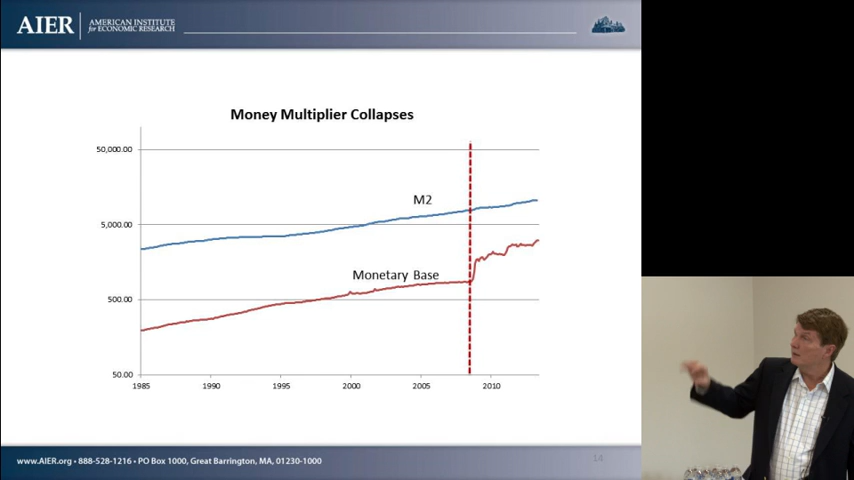 AIER
AMERICAN INSTITUTE
for ECONOMIC RESEARCH
Money Multiplier Collapses
50,000.00
M2
5,000.00
Monetary Base
500.00
50.00
1985 1990 1995 2000 2005 2010
www.AIER.org • 888-528-1216 • PO Box 1000, Great Barrington, MA, 01230-1000
14